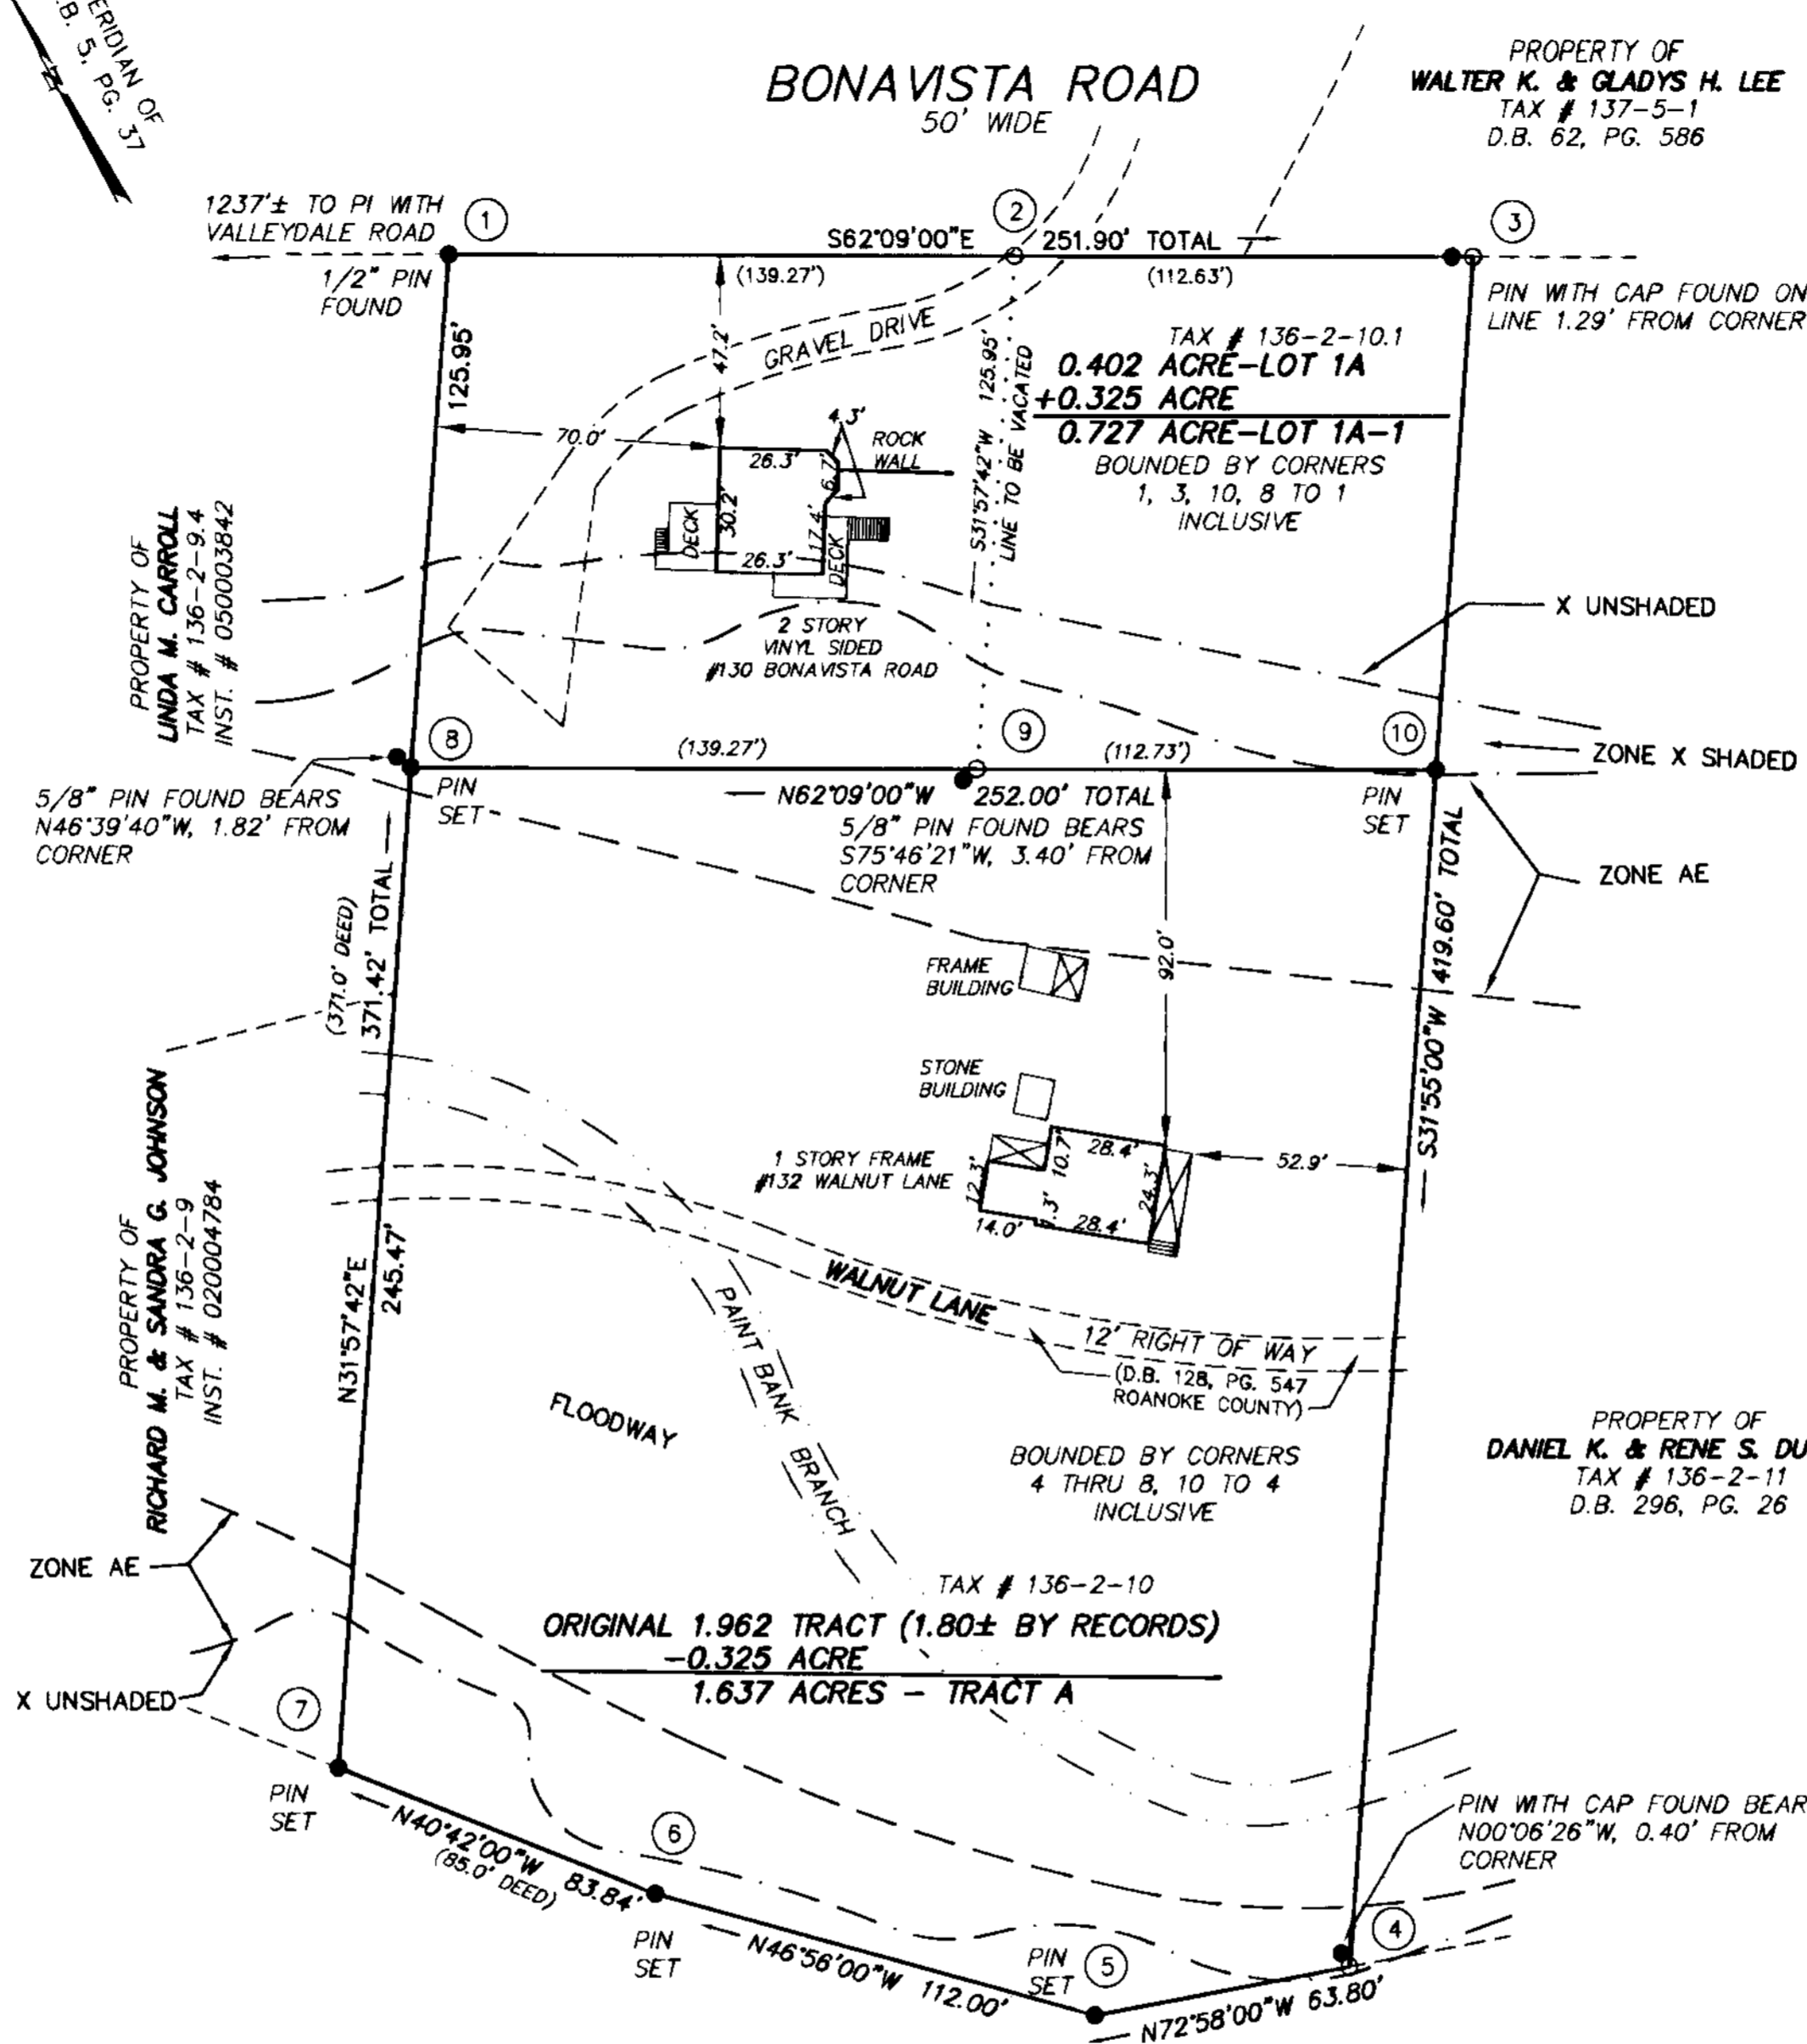 MERIDIAN OF
P.B. 5, PG. 37
N
BONAVISTA ROAD
50' WIDE
PROPERTY OF
WALTER K. & GLADYS H. LEE
TAX # 137-5-1
D.B. 62, PG. 586
1237'± TO PI WITH
VALLEYDALE ROAD
1
2
3
S62°09'00"E 251.90' TOTAL
(139.27')
(112.63')
1/2" PIN
FOUND
PIN WITH CAP FOUND ON
LINE 1.29' FROM CORNER
125.95'
47.2'
GRAVEL DRIVE
S31°57'42"W 125.95'
LINE TO BE VACATED
TAX # 136-2-10.1
0.402 ACRE-LOT 1A
+0.325 ACRE
0.727 ACRE-LOT 1A-1
BOUNDED BY CORNERS
1, 3, 10, 8 TO 1
INCLUSIVE
70.0'
26.3'
4.3'
6.7'
ROCK
WALL
30.2'
17.4'
26.3'
DECK
DECK
2 STORY
VINYL SIDED
#130 BONAVISTA ROAD
PROPERTY OF
LINDA M. CARROLL
TAX # 136-2-9.4
INST. # 050003842
X UNSHADED
ZONE X SHADED
ZONE AE
8
9
10
(139.27')
(112.73')
PIN
SET
N62°09'00"W 252.00' TOTAL
PIN
SET
5/8" PIN FOUND BEARS
N46°39'40"W, 1.82' FROM
CORNER
5/8" PIN FOUND BEARS
S75°46'21"W, 3.40' FROM
CORNER
(371.0' DEED)
371.42' TOTAL
S31°55'00"W 419.60' TOTAL
92.0'
FRAME
BUILDING
STONE
BUILDING
1 STORY FRAME
#132 WALNUT LANE
12.3'
10.7'
28.4'
24.3'
14.0'
28.4'
52.9'
PROPERTY OF
RICHARD M. & SANDRA G. JOHNSON
TAX # 136-2-9
INST. # 020004784
N31°57'42"E
245.47'
WALNUT LANE
12' RIGHT OF WAY
(D.B. 128, PG. 547
ROANOKE COUNTY)
PAINT BANK BRANCH
FLOODWAY
BOUNDED BY CORNERS
4 THRU 8, 10 TO 4
INCLUSIVE
PROPERTY OF
DANIEL K. & RENE S. DU
TAX # 136-2-11
D.B. 296, PG. 26
ZONE AE
X UNSHADED
TAX # 136-2-10
ORIGINAL 1.962 TRACT (1.80± BY RECORDS)
-0.325 ACRE
1.637 ACRES - TRACT A
7
PIN
SET
N40°42'00"W 83.84'
(85.0' DEED)
6
PIN
SET
N46°56'00"W 112.00'
PIN
SET
5
4
PIN WITH CAP FOUND BEAR
N00°06'26"W, 0.40' FROM
CORNER
N72°58'00"W 63.80'